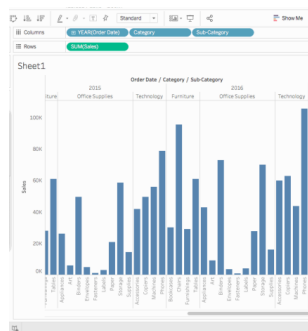 Standard
Show Me
Columns
YEAR(Order Date)
Category
Sub-Category
Rows
SUM(Sales)
Sheet1
Order Date / Category / Sub-Category
2015
2016
ture
Office Supplies
Technology
Furniture
Office Supplies
Technology
Sales
100K
80K
60K
40K
20K
0K
Tables
Appliances
Art
Binders
Envelopes
Fasteners
Labels
Paper
Storage
Supplies
Accessories
Copiers
Machines
Phones
Bookcases
Chairs
Furnishings
Tables
Appliances
Art
Binders
Envelopes
Fasteners
Labels
Paper
Storage
Supplies
Accessories
Copiers
Machines
Phones